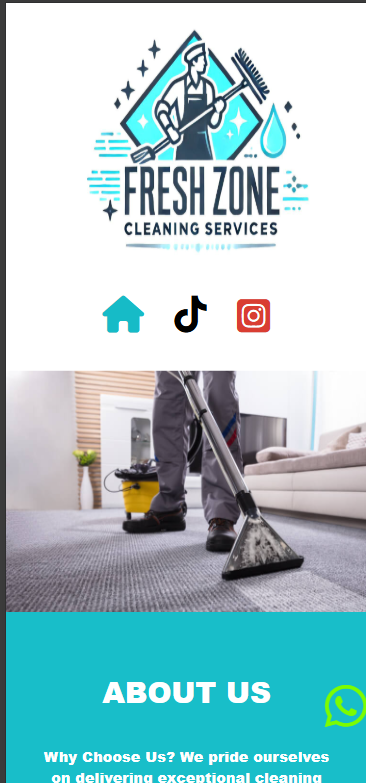 FRESH ZONE
CLEANING SERVICES
ABOUT US
Why Choose Us? We pride ourselves
on delivering exceptional cleaning